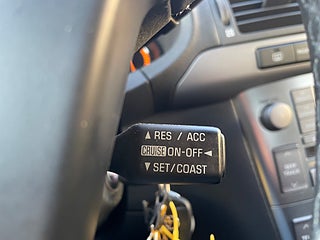 ▲ RES / ACC
CRUISE ON-OFF ◄
▼ SET/COAST